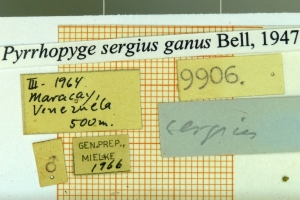 Pyrrhopyge sergius ganus Bell, 1947
III - 1964
Maracay,
Venezuela
500m.
9906.
sergius
♂
GEN.PREP.,
MIELKE
1966